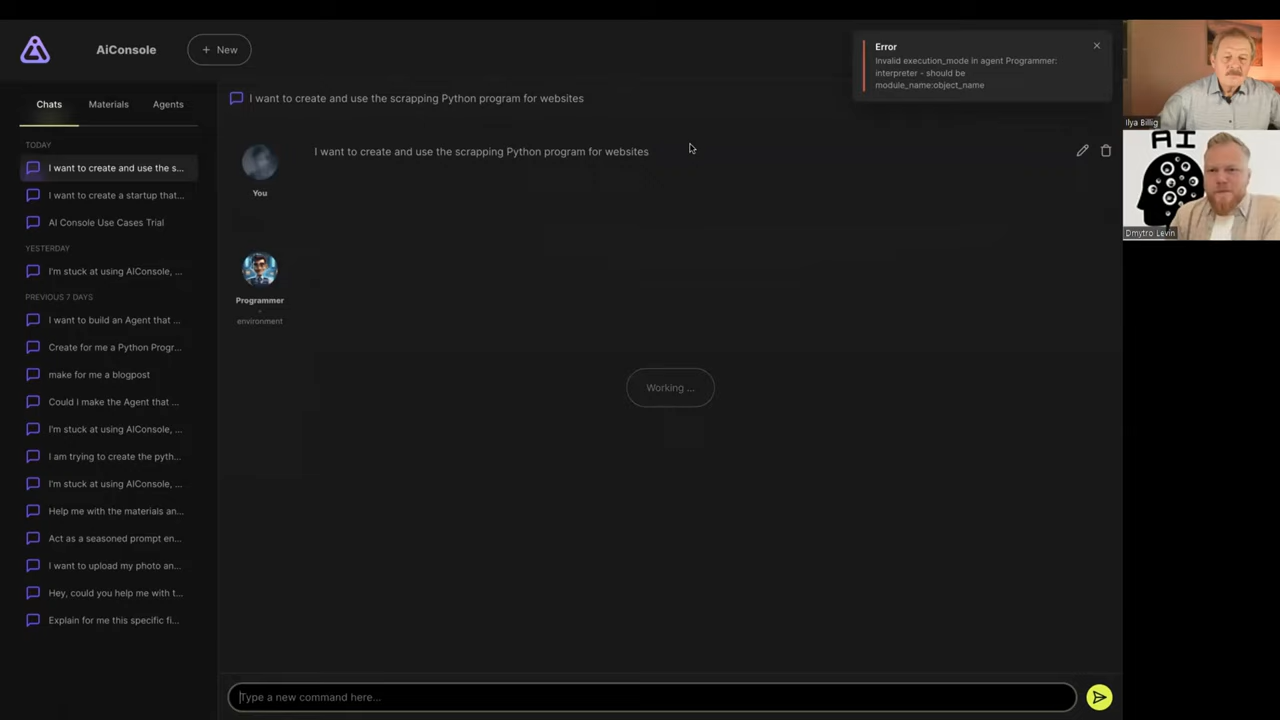 AiConsole
+ New
Error
Invalid execution_mode in agent Programmer:
interpreter - should be
module_name:object_name
Ilya Billig
AI
Dmytro Levin
Chats
Materials
Agents
TODAY
I want to create and use the s...
I want to create a startup that...
AI Console Use Cases Trial
YESTERDAY
I'm stuck at using AIConsole, ...
PREVIOUS 7 DAYS
I want to build an Agent that ...
Create for me a Python Progr...
make for me a blogpost
Could I make the Agent that ...
I'm stuck at using AIConsole, ...
I am trying to create the pyth...
I'm stuck at using AIConsole, ...
Help me with the materials an...
Act as a seasoned prompt en...
I want to upload my photo an...
Hey, could you help me with t...
Explain for me this specific fi...
I want to create and use the scrapping Python program for websites
I want to create and use the scrapping Python program for websites
You
Programmer
+
environment
Working ...
Type a new command here...